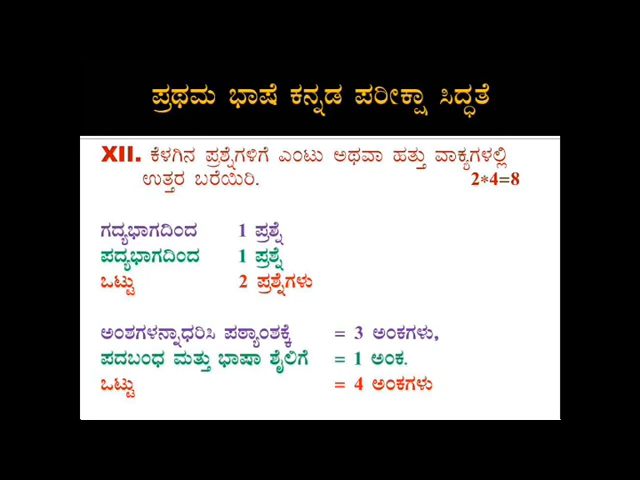 ಪ್ರಥಮ ಭಾಷೆ ಕನ್ನಡ ಪರೀಕ್ಷಾ ಸಿದ್ಧತೆ
XII. ಕೆಳಗಿನ ಪ್ರಶ್ನೆಗಳಿಗೆ ಎಂಟು ಅಥವಾ ಹತ್ತು ವಾಕ್ಯಗಳಲ್ಲಿ
ಉತ್ತರ ಬರೆಯಿರಿ. 2*4=8
ಗದ್ಯಭಾಗದಿಂದ 1 ಪ್ರಶ್ನೆ
ಪದ್ಯಭಾಗದಿಂದ 1 ಪ್ರಶ್ನೆ
ಒಟ್ಟು 2 ಪ್ರಶ್ನೆಗಳು
ಅಂಶಗಳನ್ನಾಧರಿಸಿ ಪಠ್ಯಾಂಶಕ್ಕೆ = 3 ಅಂಕಗಳು,
ಪದಬಂಧ ಮತ್ತು ಭಾಷಾ ಶೈಲಿಗೆ = 1 ಅಂಕ.
ಒಟ್ಟು = 4 ಅಂಕಗಳು